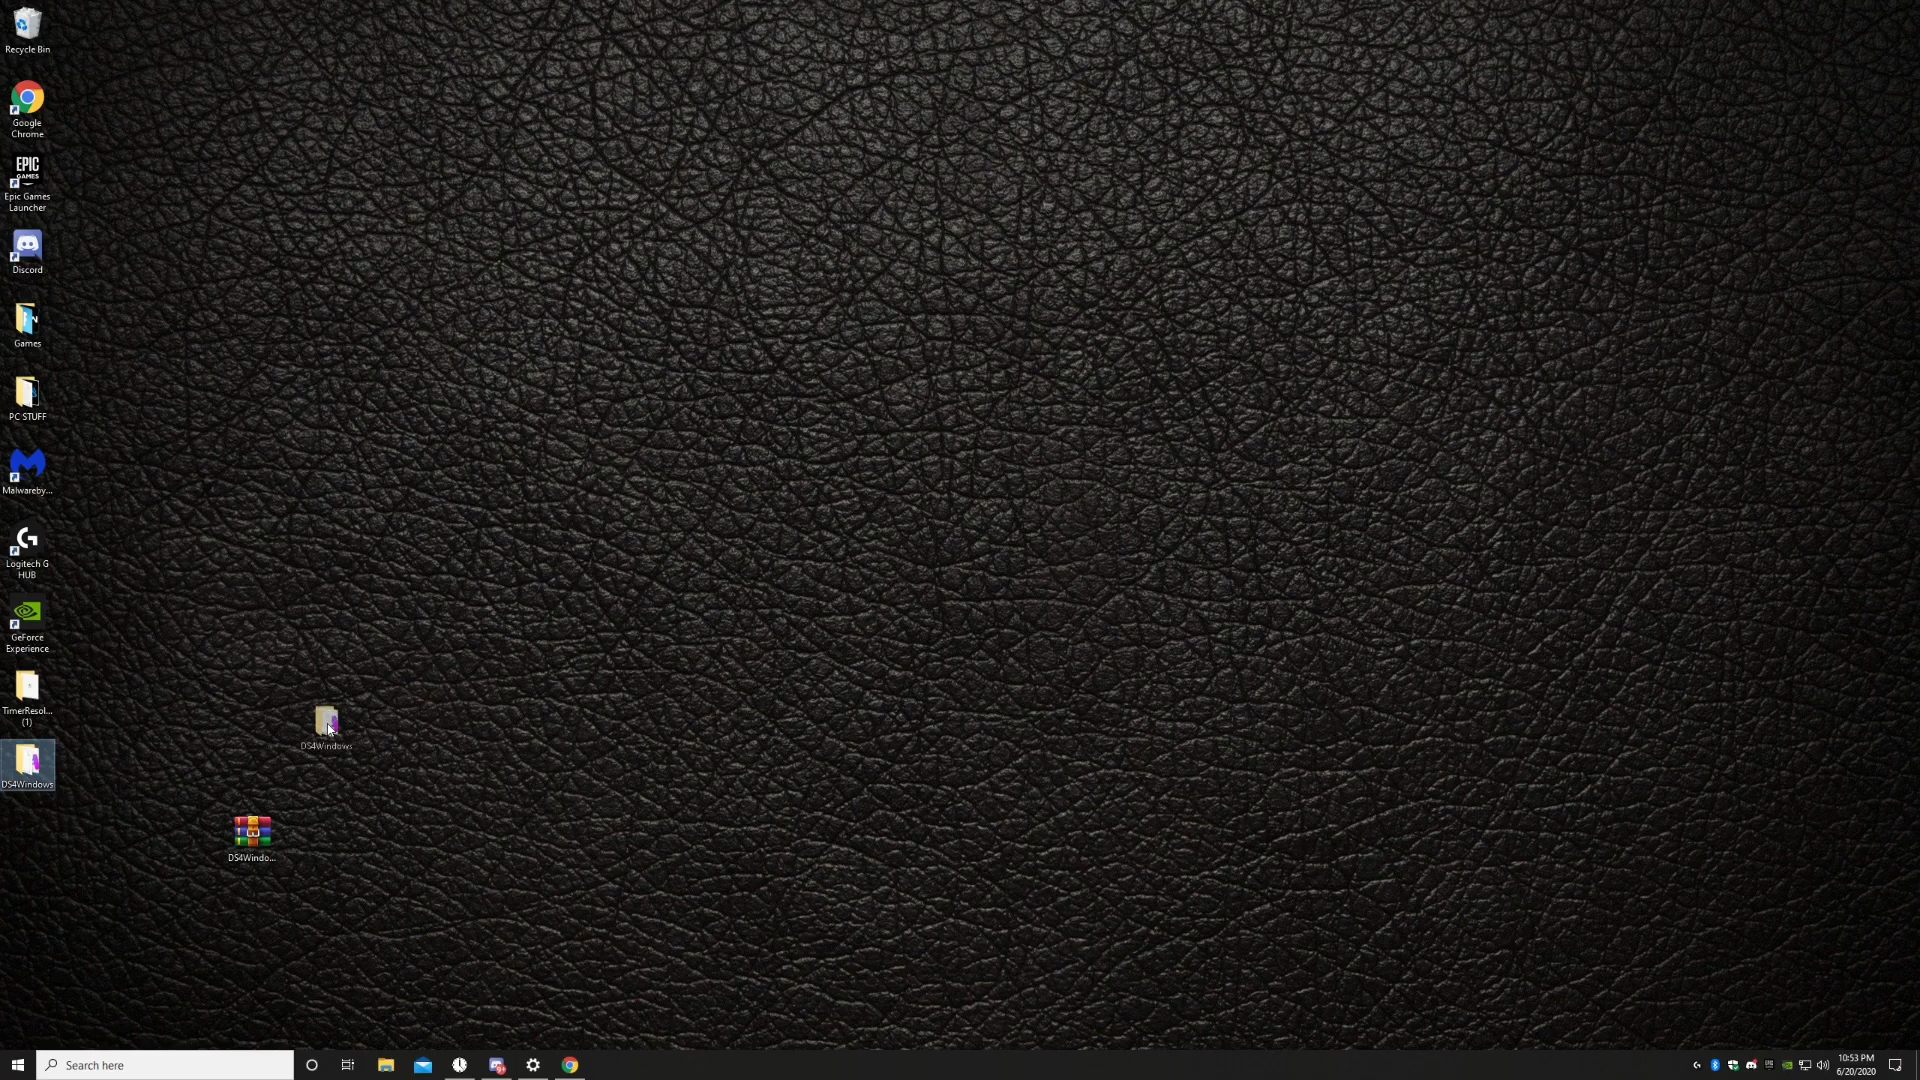 Recycle Bin
Google
Chrome
EPIC
GAMES
Epic Games
Launcher
Discord
Games
PC STUFF
Malwareby...
Logitech G
HUB
GeForce
Experience
TimerResol...
(1)
DS4Windows
DS4Windows
DS4Windo...
Search here
9+
10:53 PM
6/20/2020